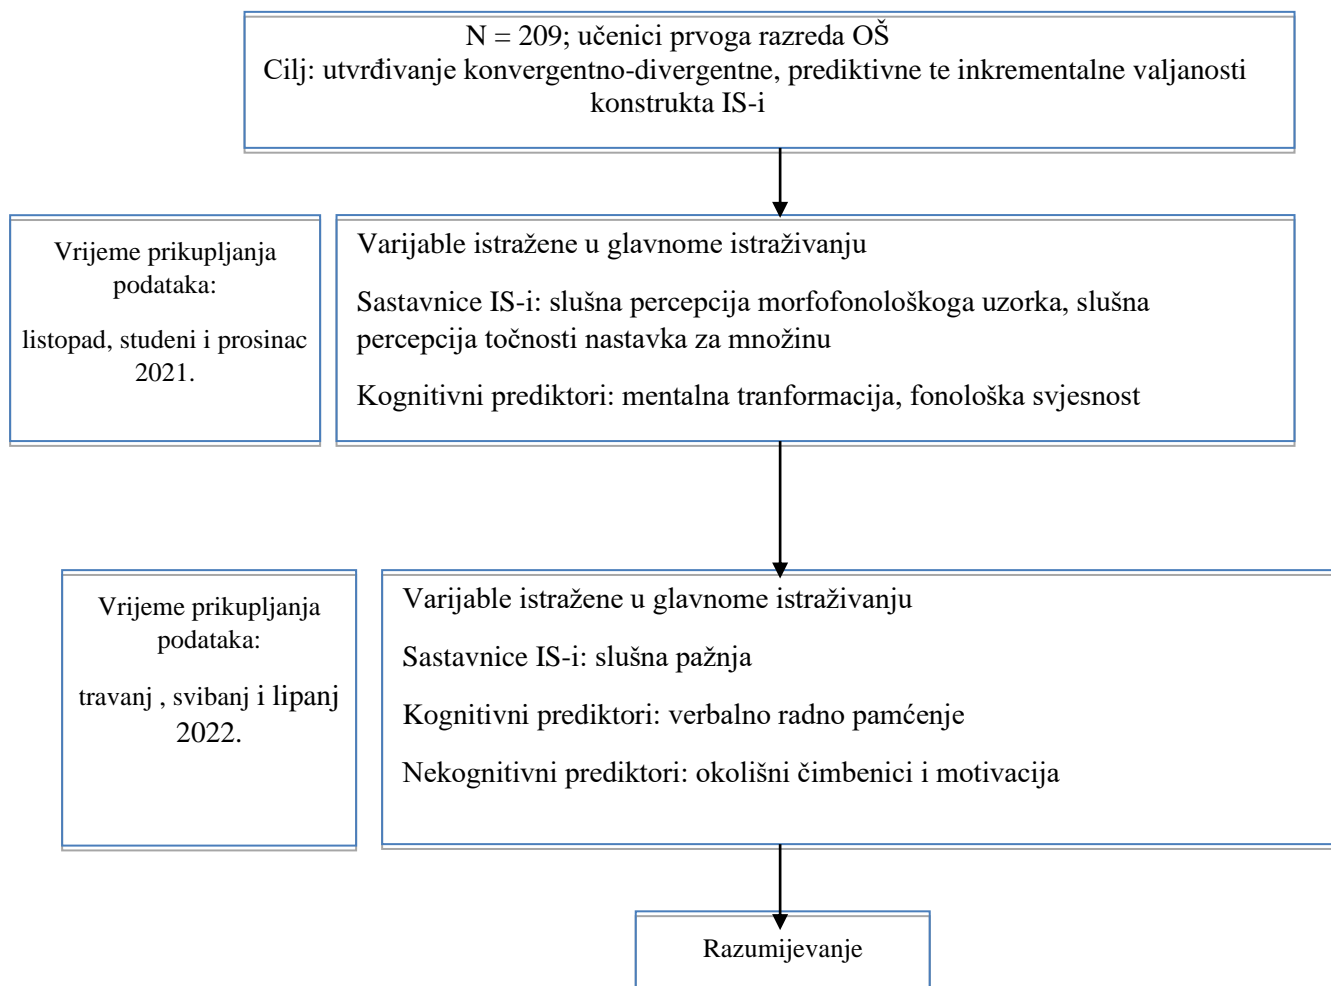 N = 209; učenici prvoga razreda OŠ
Cilj: utvrđivanje konvergentno-divergentne, prediktivne te inkrementalne valjanosti
konstrukta IS-i
Vrijeme prikupljanja
podataka:
listopad, studeni i prosinac
2021.
Varijable istražene u glavnome istraživanju
Sastavnice IS-i: slušna percepcija morfofonološkoga uzorka, slušna
percepcija točnosti nastavka za množinu
Kognitivni prediktori: mentalna tranformacija, fonološka svjesnost
Vrijeme prikupljanja
podataka:
travanj , svibanj i lipanj
2022.
Varijable istražene u glavnome istraživanju
Sastavnice IS-i: slušna pažnja
Kognitivni prediktori: verbalno radno pamćenje
Nekognitivni prediktori: okolišni čimbenici i motivacija
Razumijevanje